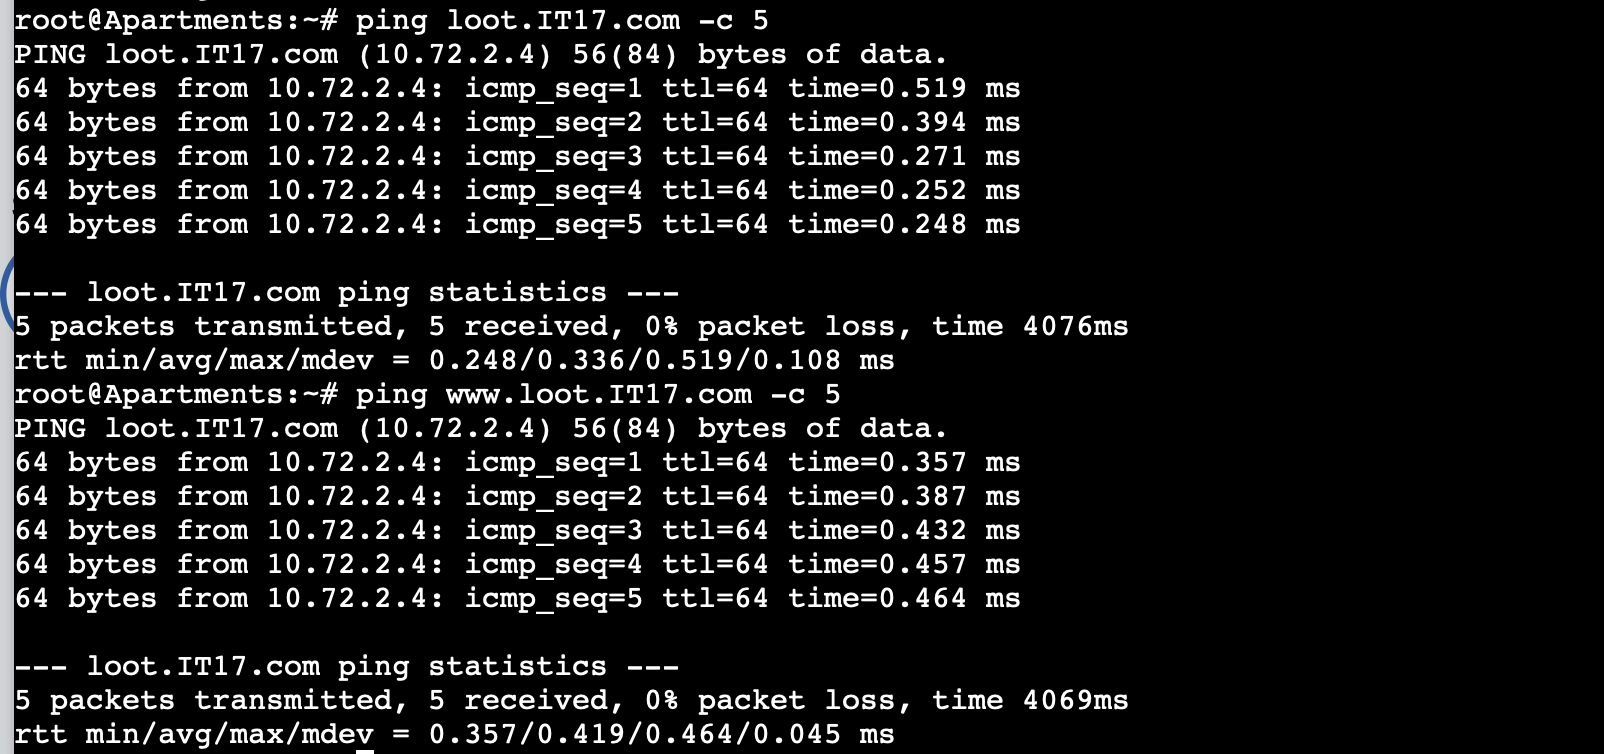 root@Apartments:~# ping loot.IT17.com -c 5
PING loot.IT17.com (10.72.2.4) 56(84) bytes of data.
64 bytes from 10.72.2.4: icmp_seq=1 ttl=64 time=0.519 ms
64 bytes from 10.72.2.4: icmp_seq=2 ttl=64 time=0.394 ms
64 bytes from 10.72.2.4: icmp_seq=3 ttl=64 time=0.271 ms
64 bytes from 10.72.2.4: icmp_seq=4 ttl=64 time=0.252 ms
64 bytes from 10.72.2.4: icmp_seq=5 ttl=64 time=0.248 ms

--- loot.IT17.com ping statistics ---
5 packets transmitted, 5 received, 0% packet loss, time 4076ms
rtt min/avg/max/mdev = 0.248/0.336/0.519/0.108 ms
root@Apartments:~# ping www.loot.IT17.com -c 5
PING loot.IT17.com (10.72.2.4) 56(84) bytes of data.
64 bytes from 10.72.2.4: icmp_seq=1 ttl=64 time=0.357 ms
64 bytes from 10.72.2.4: icmp_seq=2 ttl=64 time=0.387 ms
64 bytes from 10.72.2.4: icmp_seq=3 ttl=64 time=0.432 ms
64 bytes from 10.72.2.4: icmp_seq=4 ttl=64 time=0.457 ms
64 bytes from 10.72.2.4: icmp_seq=5 ttl=64 time=0.464 ms

--- loot.IT17.com ping statistics ---
5 packets transmitted, 5 received, 0% packet loss, time 4069ms
rtt min/avg/max/mdev = 0.357/0.419/0.464/0.045 ms